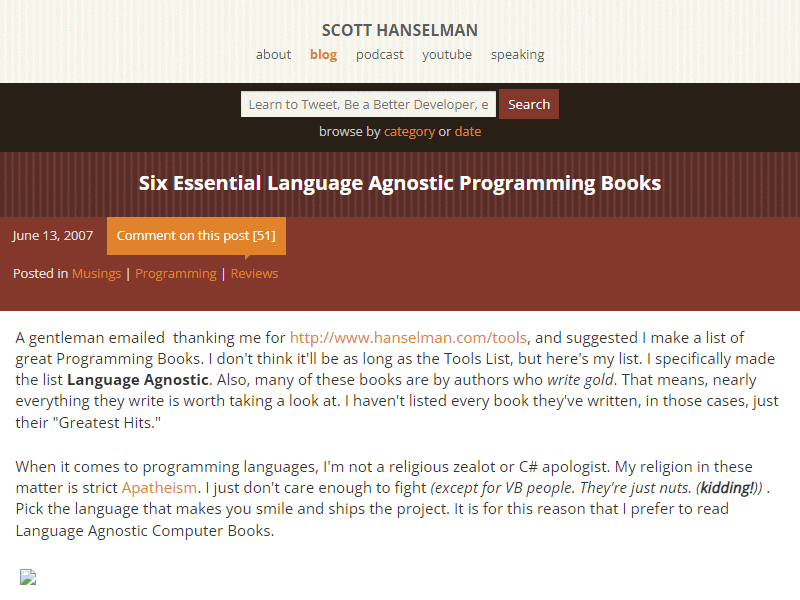 SCOTT HANSELMAN
about blog podcast youtube speaking
Learn to Tweet, Be a Better Developer, e Search
browse by category or date
Six Essential Language Agnostic Programming Books
June 13, 2007 Comment on this post [51]
Posted in Musings | Programming | Reviews
A gentleman emailed  thanking me for http://www.hanselman.com/tools, and suggested I make a list of
great Programming Books. I don't think it'll be as long as the Tools List, but here's my list. I specifically made
the list Language Agnostic. Also, many of these books are by authors who write gold. That means, nearly
everything they write is worth taking a look at. I haven't listed every book they've written, in those cases, just
their "Greatest Hits."
When it comes to programming languages, I'm not a religious zealot or C# apologist. My religion in these
matter is strict Apatheism. I just don't care enough to fight (except for VB people. They're just nuts. (kidding!)) .
Pick the language that makes you smile and ships the project. It is for this reason that I prefer to read
Language Agnostic Computer Books.